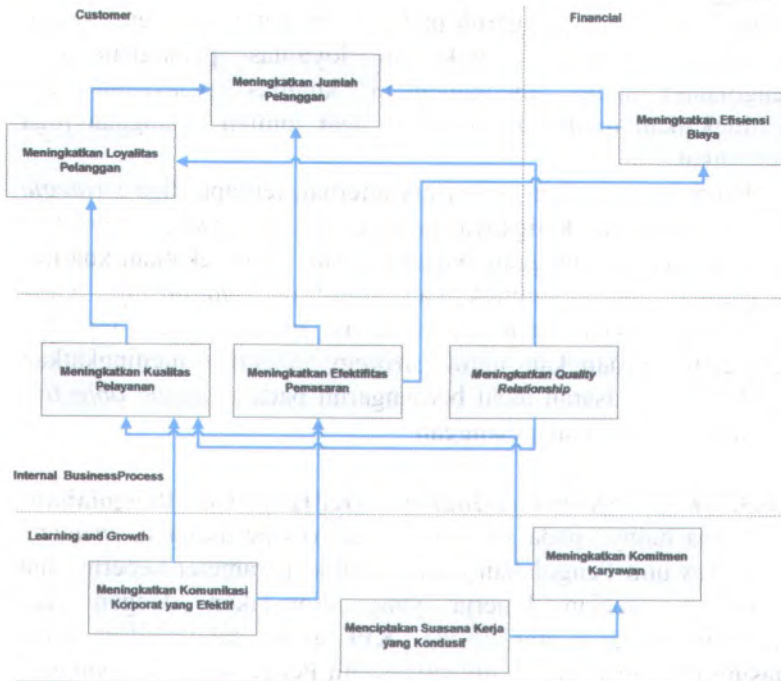 Customer
Financial
Meningkatkan Jumlah
Pelanggan
Meningkatkan Efisiensi
Biaya
Meningkatkan Loyalitas
Pelanggan
Meningkatkan Kualitas
Pelayanan
Meningkatkan Efektifitas
Pemasaran
Meningkatkan Quality
Relationship
Internal BusinessProcess
Learning and Growth
Meningkatkan Komunikasi
Korporat yang Efektif
Meningkatkan Komitmen
Karyawan
Menciptakan Suasana Kerja
yang Kondusif